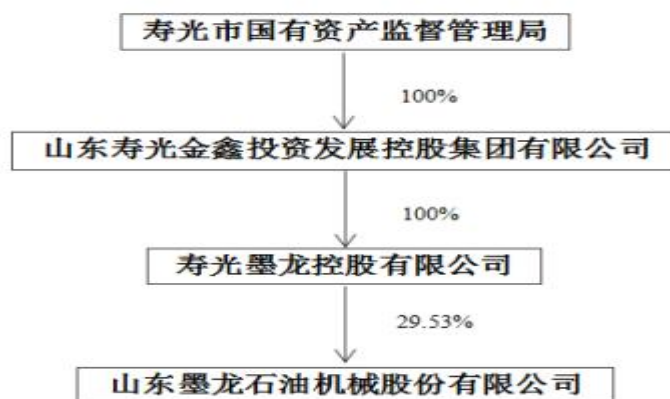 寿光市国有资产监督管理局
100%
山东寿光金鑫投资发展控股集团有限公司
100%
寿光墨龙控股有限公司
29.53%
山东墨龙石油机械股份有限公司